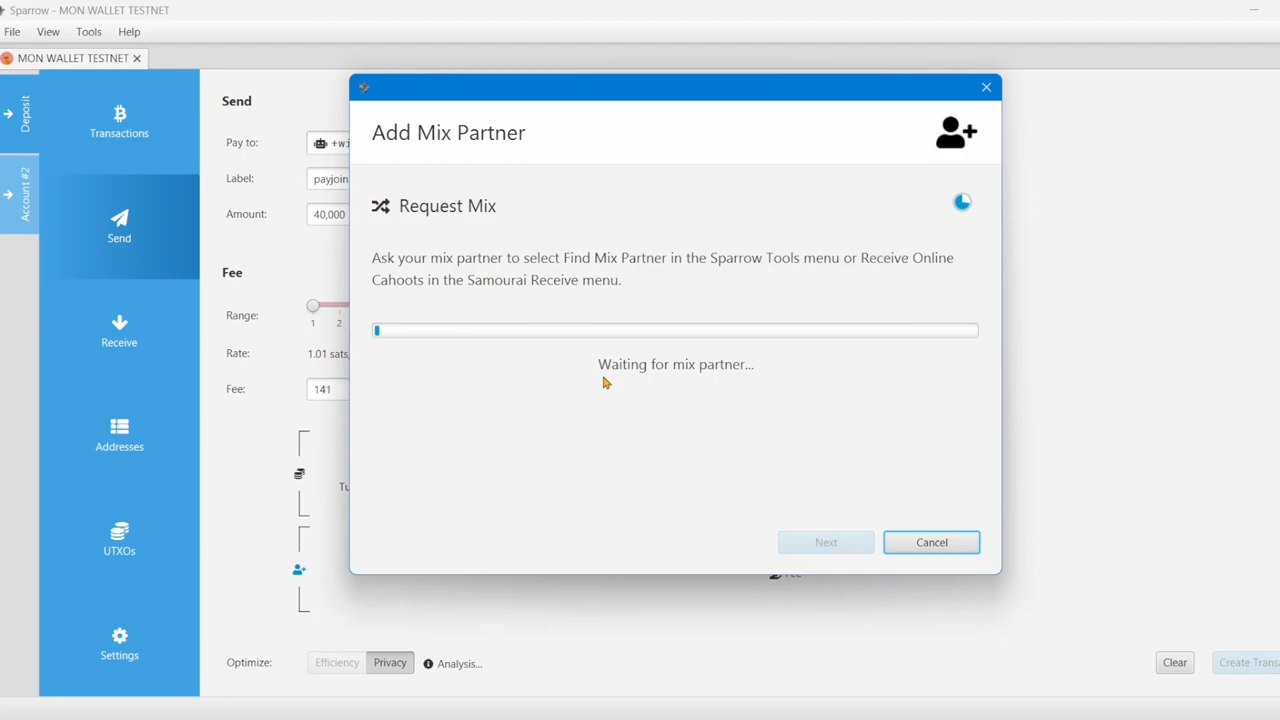 Sparrow - MON WALLET TESTNET
File View Tools Help
MON WALLET TESTNET
Deposit
Account #2
Transactions
Send
Receive
Addresses
UTXOs
Settings
Send
Pay to:
Label: payjoin
Amount: 40,000
Fee
Range:
1 2
Rate: 1.01 sats
Fee: 141
Optimize: Efficiency Privacy Analysis...
Clear
Add Mix Partner
Request Mix
Ask your mix partner to select Find Mix Partner in the Sparrow Tools menu or Receive Online
Cahoots in the Samourai Receive menu.
Waiting for mix partner...
Next Cancel